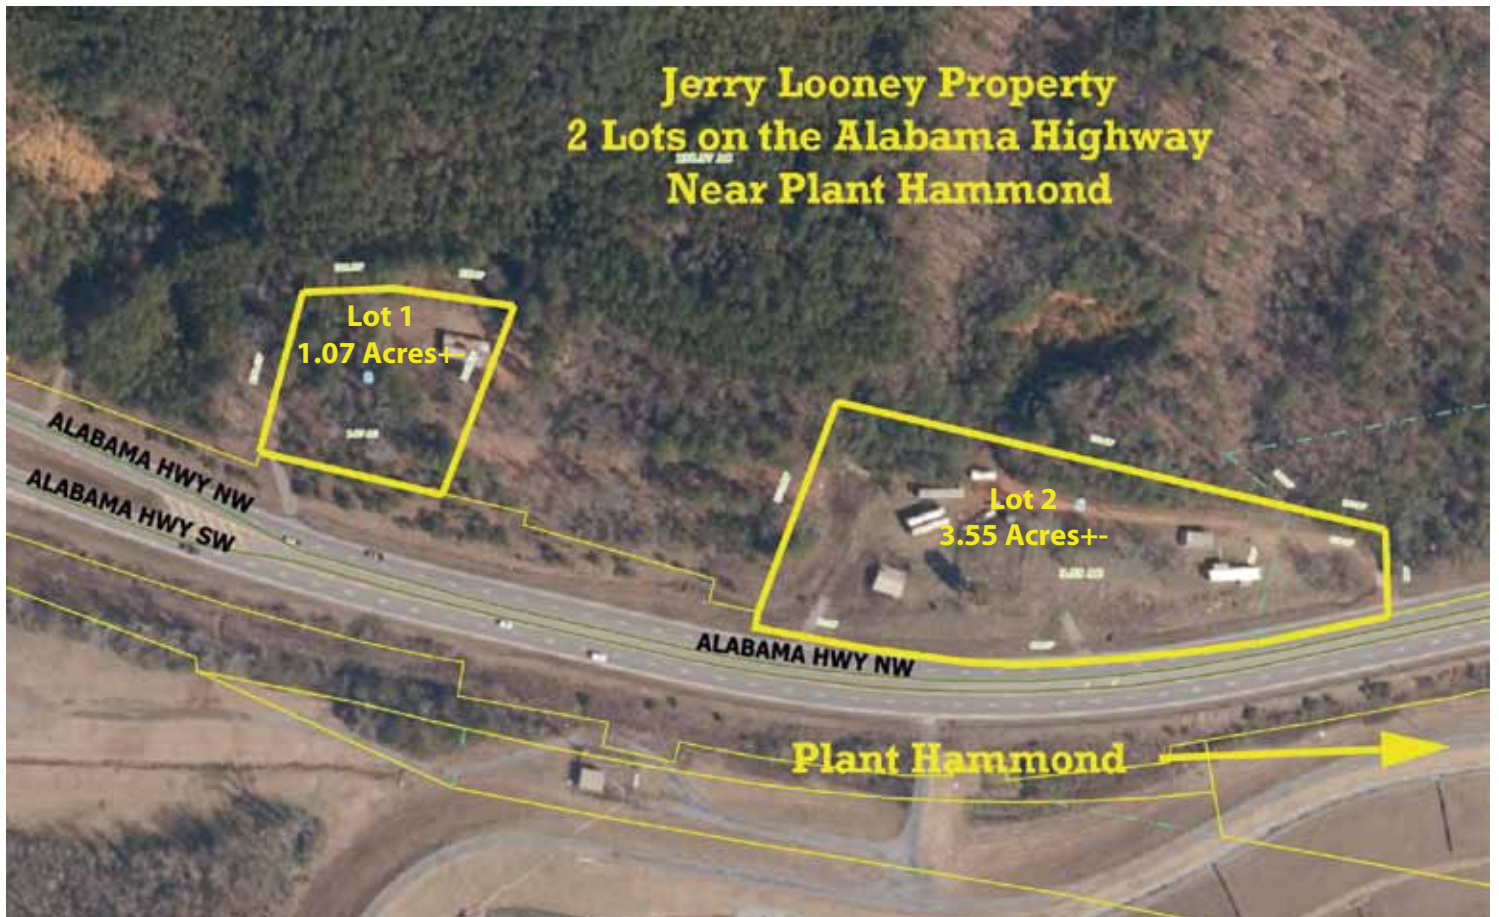 Jerry Looney Property
2 Lots on the Alabama Highway
Near Plant Hammond
Lot 1
1.07 Acres+-
ALABAMA HWY NW
ALABAMA HWY SW
Lot 2
3.55 Acres+-
ALABAMA HWY NW
Plant Hammond